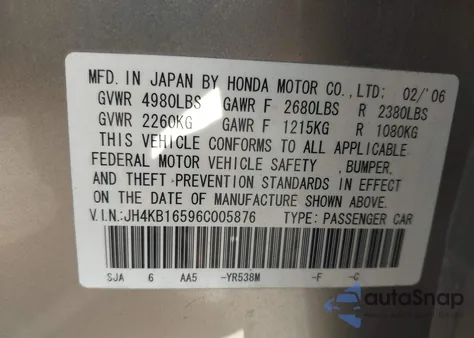 MFD. IN JAPAN BY HONDA MOTOR CO., LTD: 02/'06
GVWR 4980LBS GAWR F 2680LBS R 2380LBS
GVWR 2260KG GAWR F 1215KG R 1080KG
THIS VEHICLE CONFORMS TO ALL APPLICABLE
FEDERAL MOTOR VEHICLE SAFETY , BUMPER,
AND THEFT PREVENTION STANDARDS IN EFFECT
ON THE DATE OF MANUFACTURE SHOWN ABOVE.
V.I.N:JH4KB16596C005876 TYPE: PASSENGER CAR
SJA 6 AA5 -YR538M -F -G
autoSnap